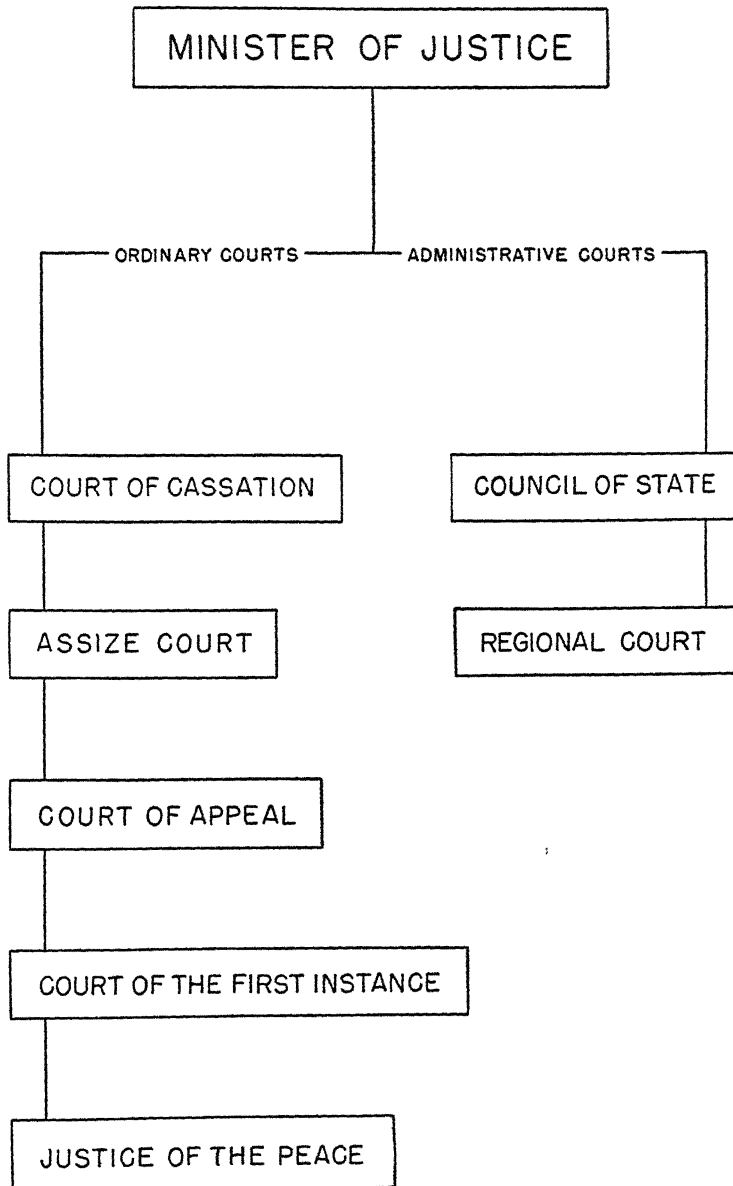 MINISTER OF JUSTICE
ORDINARY COURTS
ADMINISTRATIVE COURTS
COURT OF CASSATION
COUNCIL OF STATE
ASSIZE COURT
REGIONAL COURT
COURT OF APPEAL
COURT OF THE FIRST INSTANCE
JUSTICE OF THE PEACE